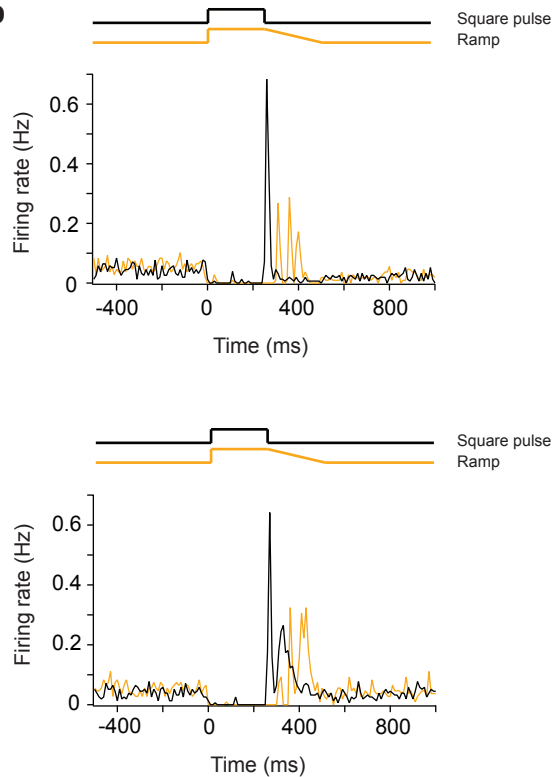 Square pulse
Ramp
Firing rate (Hz)
0.6
0.4
0.2
0
-400 0 400 800
Time (ms)
Square pulse
Ramp
Firing rate (Hz)
0.6
0.4
0.2
0
-400 0 400 800
Time (ms)